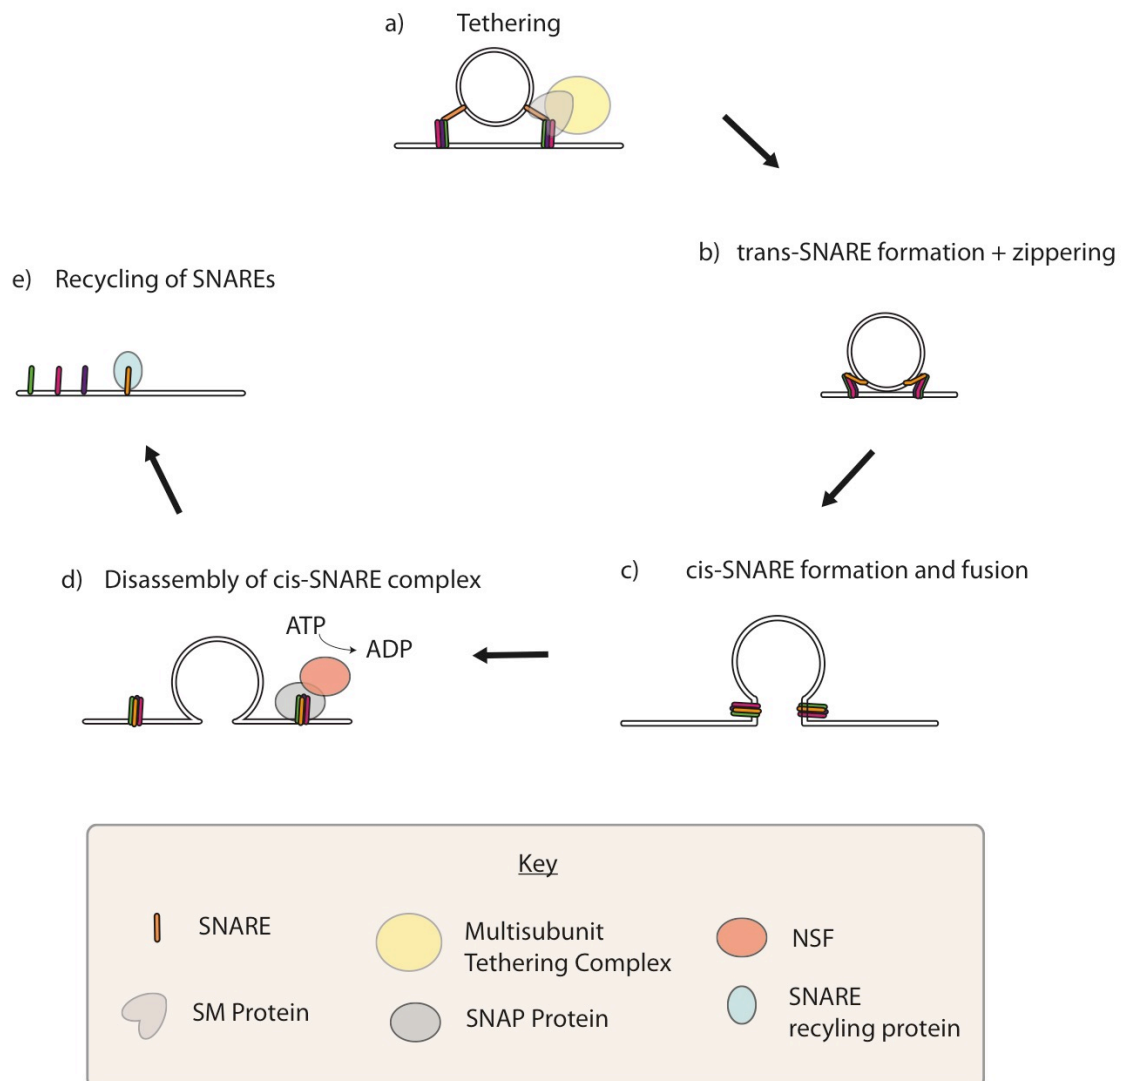 a) Tethering
b) trans-SNARE formation + zippering
e) Recycling of SNAREs
c) cis-SNARE formation and fusion
d) Disassembly of cis-SNARE complex
ATP
ADP
Key
SNARE
Multisubunit
Tethering Complex
NSF
SM Protein
SNAP Protein
SNARE
recyling protein